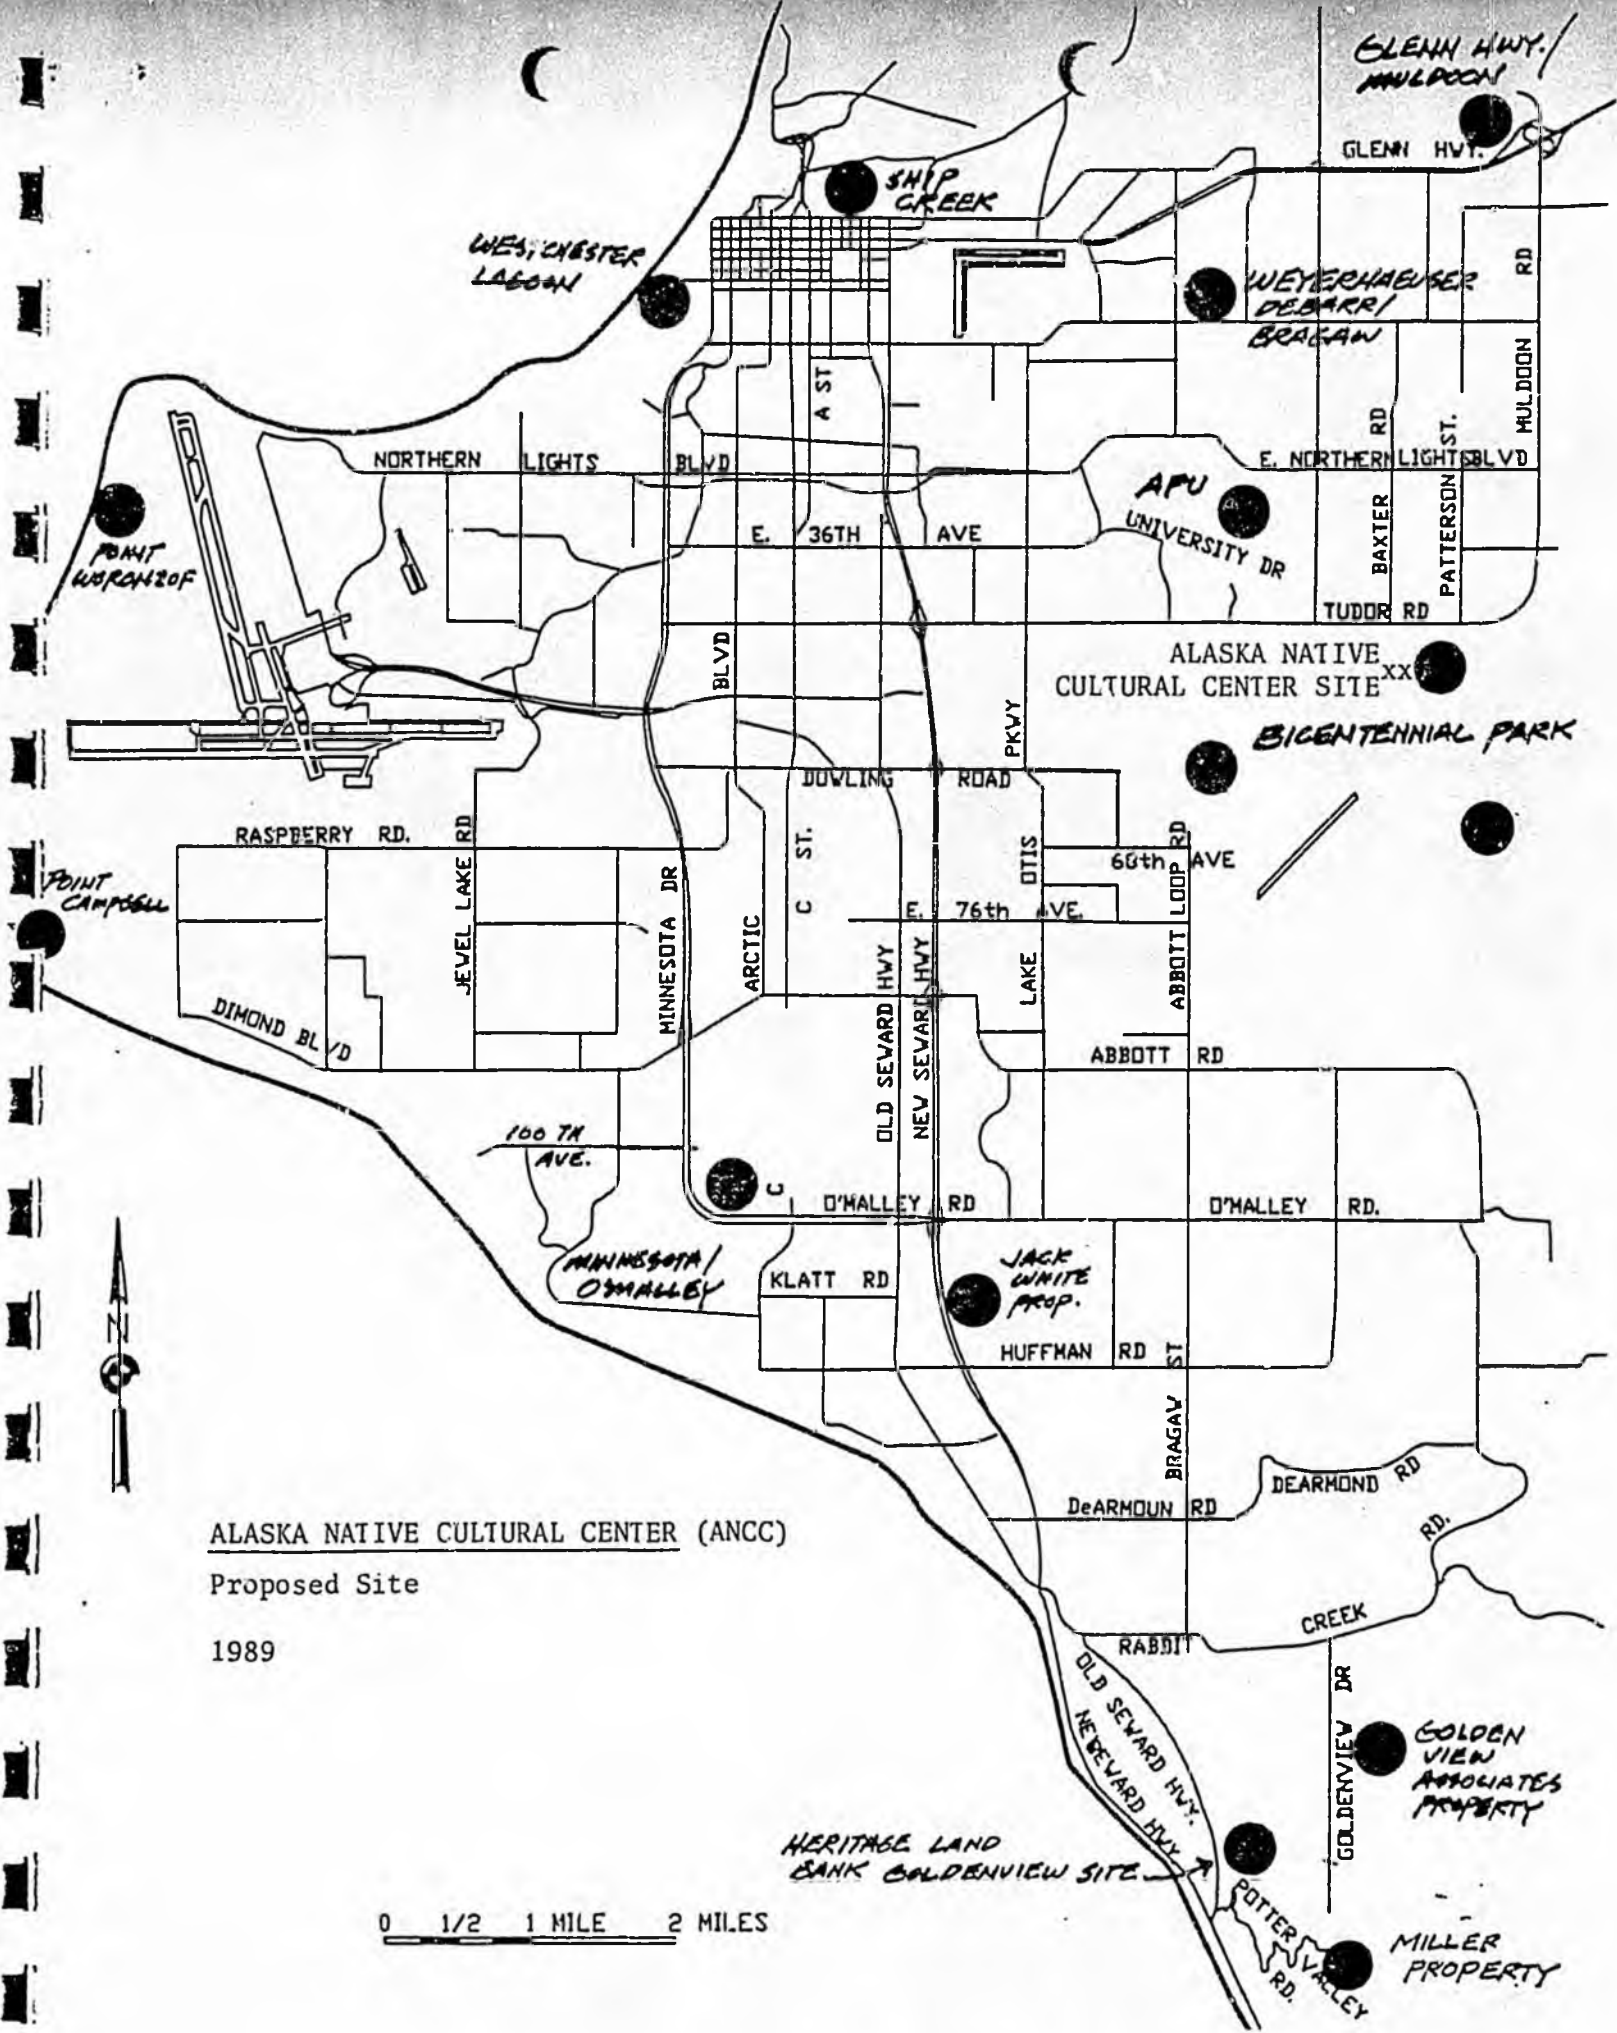 GLENN HWY./
MULDOON
GLENN HWY.
SHIP
CREEK
WESTCHESTER
LAGOON
WEYERHAEUSER
DEBARR/
BRAGAW
RD
MULDOON
A ST
NORTHERN LIGHTS BLVD
E. NORTHERN LIGHTS BLVD
BAXTER RD
PATTERSON ST.
APU
UNIVERSITY DR
E. 36TH AVE
POINT
WORONZOF
TUDOR RD
ALASKA NATIVE
CULTURAL CENTER SITE xx
BLVD
PKWY
BICENTENNIAL PARK
DOWLING ROAD
RASPBERRY RD.
JEWEL LAKE RD
MINNESOTA DR
ARCTIC
C ST.
OTIS
LAKE
68th AVE
ABBOTT LOOP RD
E. 76th AVE.
POINT
CAMPBELL
DIMOND BLVD
OLD SEWARD HWY
NEW SEWARD HWY
ABBOTT RD
100 TH
AVE.
C
O'MALLEY RD
O'MALLEY RD.
MINNESOTA/
O'MALLEY
KLATT RD
JACK
WHITE
PROP.
HUFFMAN RD
BRAGAW ST
N
DEARMOND RD
DeARMOUN RD
ALASKA NATIVE CULTURAL CENTER (ANCC)
Proposed Site
1989
RABBIT CREEK RD.
OLD SEWARD HWY.
NEW SEWARD HWY
GOLDENVIEW DR
GOLDEN
VIEW
ASSOCIATES
PROPERTY
HERITAGE LAND
BANK GOLDENVIEW SITE
POTTER VALLEY RD.
MILLER
PROPERTY
0 1/2 1 MILE 2 MILES